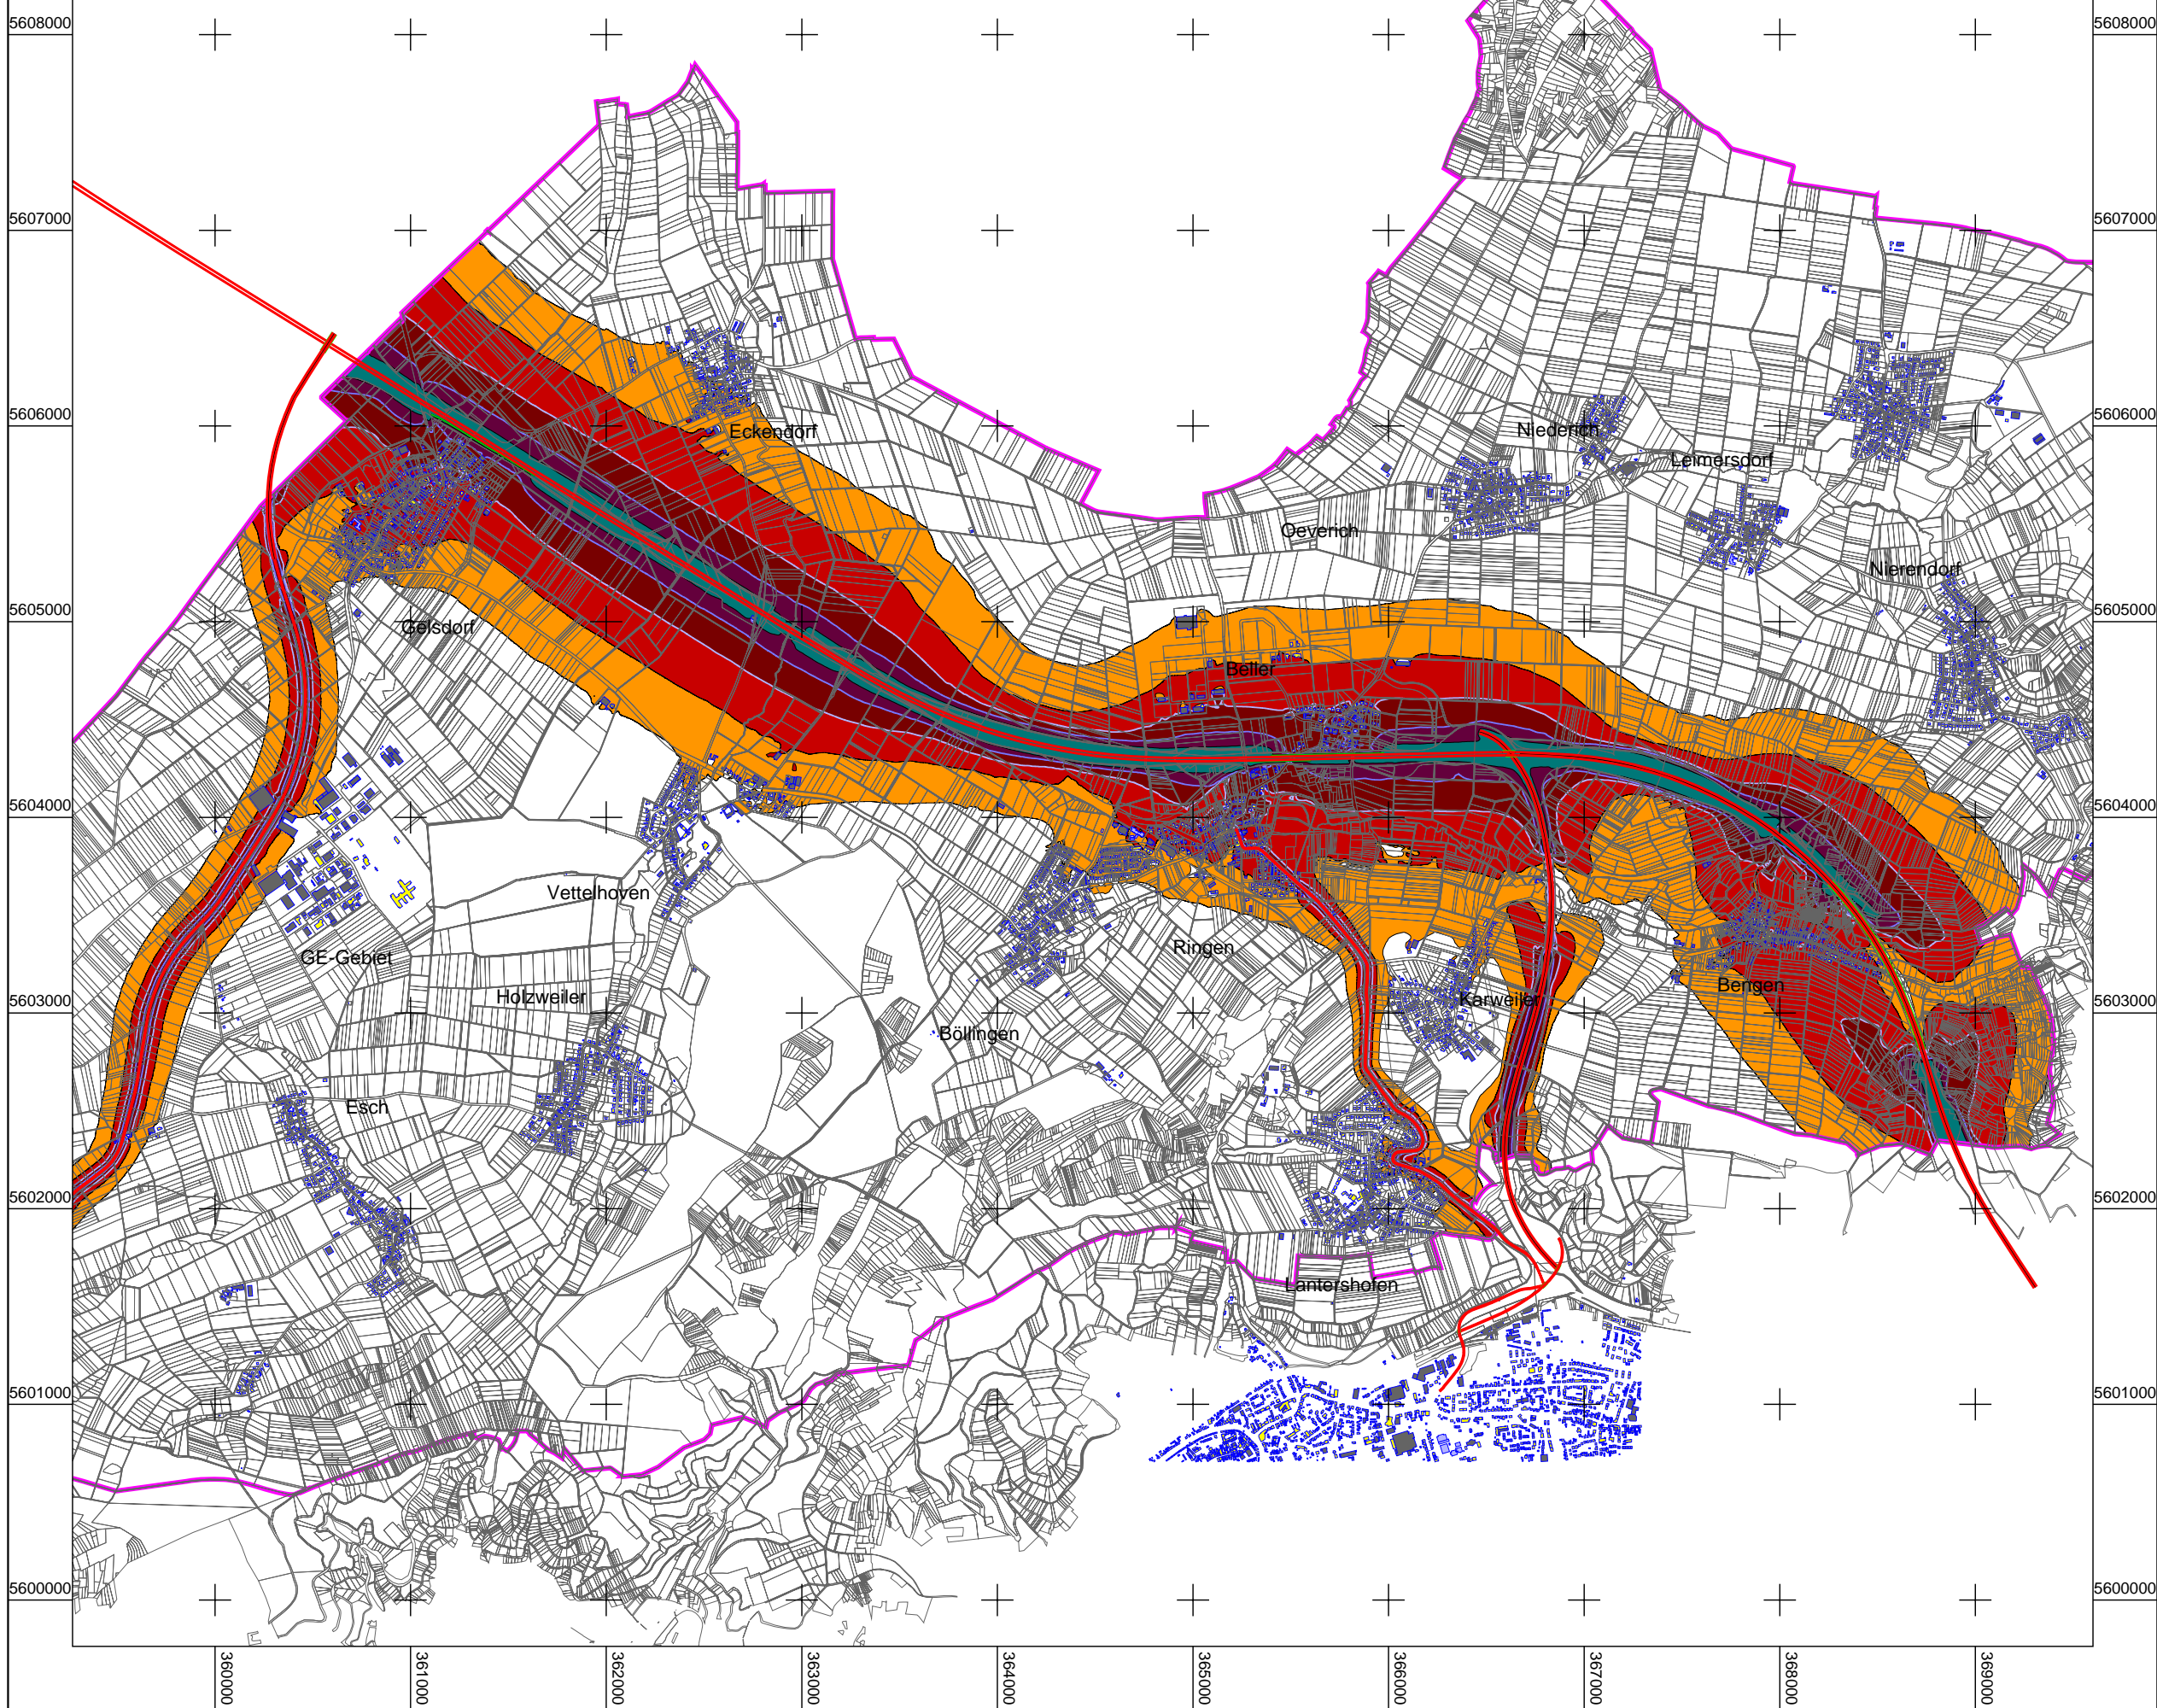 5608000
5608000
5607000
5607000
5606000
5606000
Eckendorf
Niederich
Leimersdorf
Oeverich
Nierendorf
5605000
5605000
Gelsdorf
Beller
5604000
5604000
Vettelhoven
Ringen
GE-Gebiet
Bengen
Holzweiler
Karweiler
5603000
5603000
Böllingen
Esch
5602000
5602000
Lantershofen
5601000
5601000
5600000
5600000
360000
361000
362000
363000
364000
365000
366000
367000
368000
369000